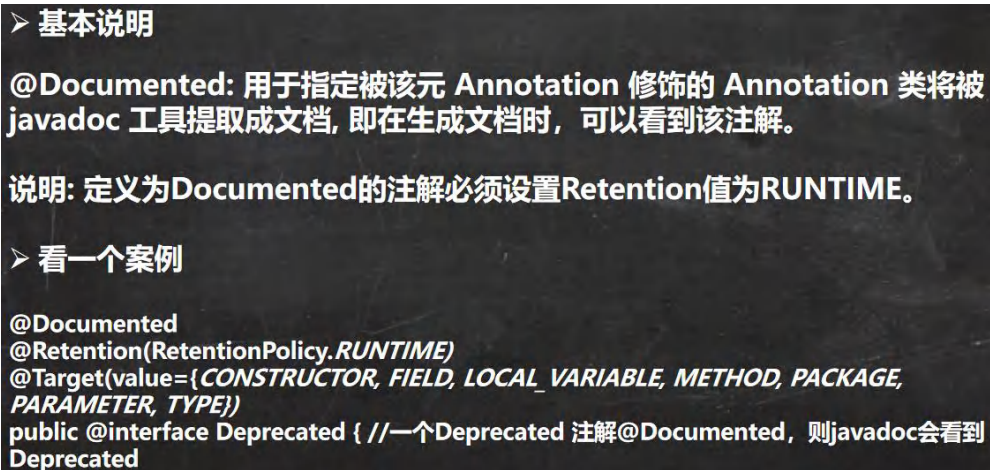 ➢ 基本说明
@Documented: 用于指定被该元 Annotation 修饰的 Annotation 类将被
javadoc 工具提取成文档, 即在生成文档时，可以看到该注解。
说明: 定义为Documented的注解必须设置Retention值为RUNTIME。
➢ 看一个案例
@Documented
@Retention(RetentionPolicy.RUNTIME)
@Target(value={CONSTRUCTOR, FIELD, LOCAL_VARIABLE, METHOD, PACKAGE,
PARAMETER, TYPE})
public @interface Deprecated { //一个Deprecated 注解@Documented，则javadoc会看到
Deprecated